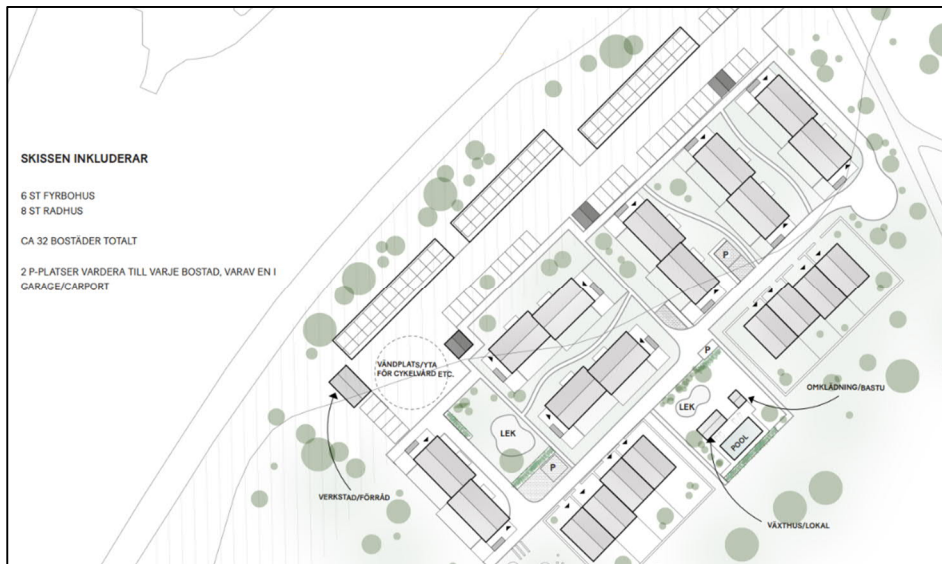 SKISSEN INKLUDERAR
6 ST FYRBOHUS
8 ST RADHUS
CA 32 BOSTÄDER TOTALT
2 P-PLATSER VARDERA TILL VARJE BOSTAD, VARAV EN I
GARAGE/CARPORT
P
VÄNDPLATS/YTA
FÖR CYKELVÅRD ETC.
P
OMKLÄDNING/BASTU
LEK
LEK
POOL
P
VERKSTAD/FÖRRÅD
VÄXTHUS/LOKAL